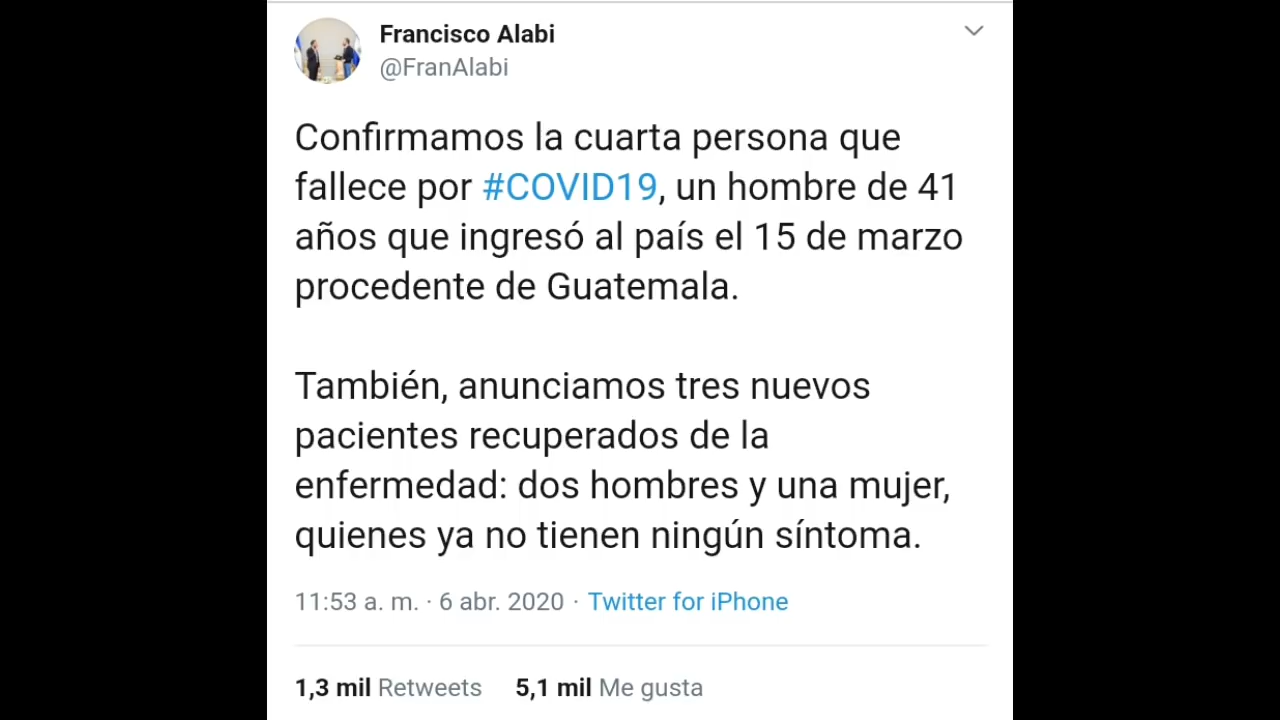 Francisco Alabi
@FranAlabi
Confirmamos la cuarta persona que
fallece por #COVID19, un hombre de 41
años que ingresó al país el 15 de marzo
procedente de Guatemala.
También, anunciamos tres nuevos
pacientes recuperados de la
enfermedad: dos hombres y una mujer,
quienes ya no tienen ningún síntoma.
11:53 a. m. · 6 abr. 2020 · Twitter for iPhone
1,3 mil Retweets 5,1 mil Me gusta